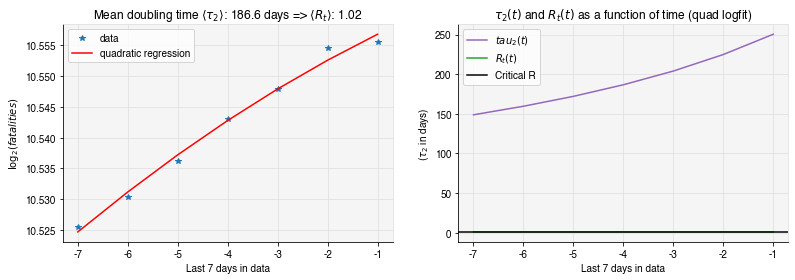 Mean doubling time ⟨τ₂⟩: 186.6 days => ⟨Rₜ⟩: 1.02
data
quadratic regression
log₂(fatalities)
10.555
10.550
10.545
10.540
10.535
10.530
10.525
-7 -6 -5 -4 -3 -2 -1
Last 7 days in data
τ₂(t) and Rₜ(t) as a function of time (quad logfit)
tau₂(t)
Rₜ(t)
Critical R
(τ₂ in days)
250
200
150
100
50
0
-7 -6 -5 -4 -3 -2 -1
Last 7 days in data